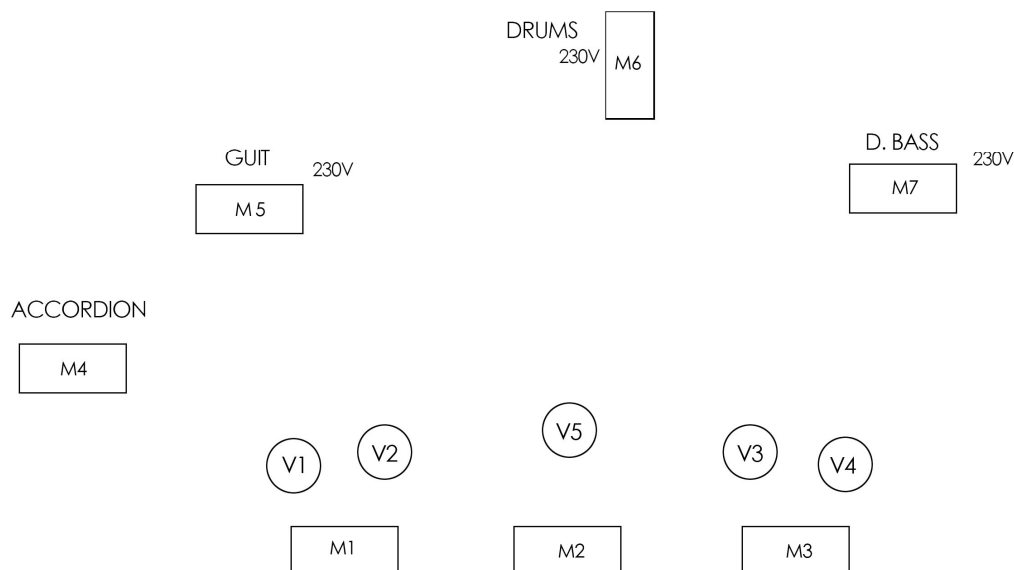 DRUMS
230V
M6
D. BASS
230V
M7
GUIT
230V
M 5
ACCORDION
M4
V1
V2
V5
V3
V4
M1
M2
M3